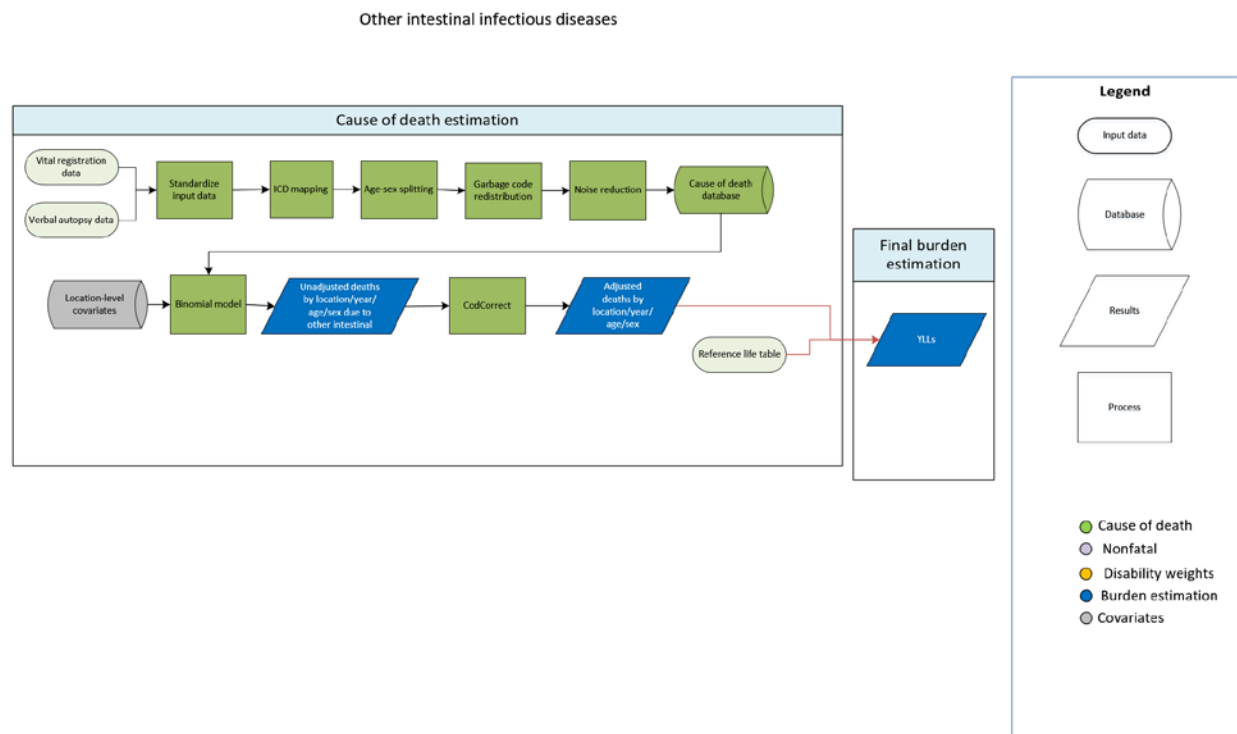 Other intestinal infectious diseases
Cause of death estimation
Vital registration
data
Verbal autopsy data
Standardize
input data
ICD mapping
Age-sex splitting
Garbage code
redistribution
Noise reduction
Cause of death
database
Location-level
covariates
Binomial model
Unadjusted deaths
by location/year/
age/sex due to
other intestinal
CodCorrect
Adjusted
deaths by
location/year/
age/sex
Reference life table
Final burden
estimation
YLLs
Legend
Input data
Database
Results
Process
Cause of death
Nonfatal
Disability weights
Burden estimation
Covariates